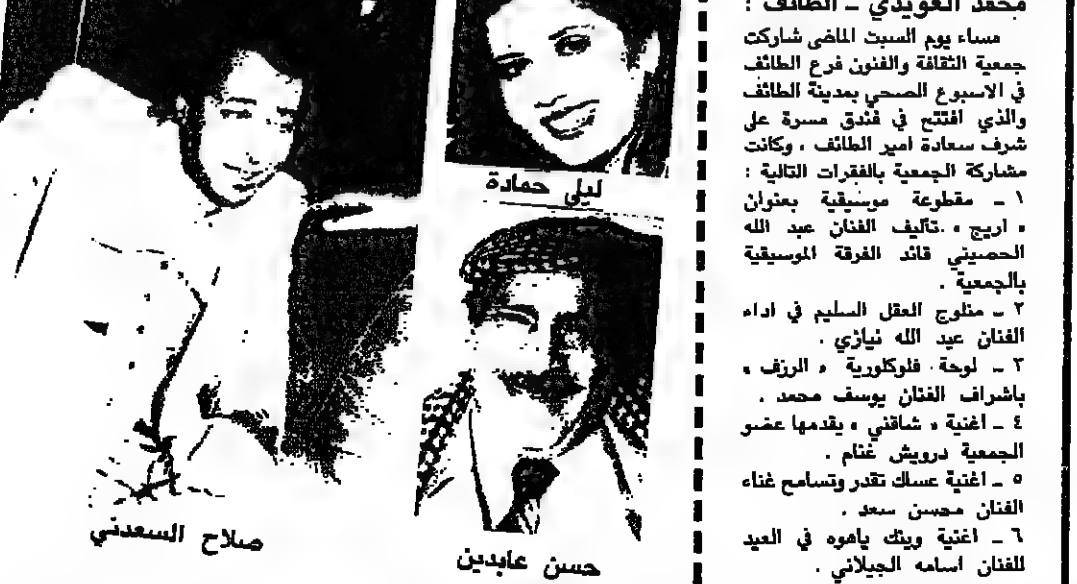 محمد العويدي ـ الطائف :
مساء يوم السبت الماضى شاركت
جمعية الثقافة والفنون فرع الطائف
في الاسبوع الصحي بمدينة الطائف
والذي افتتح في فندق مسرة على
شرف سعادة امير الطائف ، وكانت
مشاركة الجمعية بالفقرات التالية :
١ ـ مقطوعة موسيقية بعنوان
« اريج » .تأليف الفنان عبد الله
الحصيني قائد الفرقة الموسيقية
بالجمعية .
٢ ـ منلوج العقل السليم في اداء
الفنان عبد الله نيازي .
٣ ـ لوحة فلوكلورية « الرزف »
باشراف الفنان يوسف محمد .
٤ ـ اغنية « شاقني » يقدمها عضو
الجمعية درويش غنام .
٥ ـ اغنية عسك تقدر وتسامح غناء
الفنان محسن سعد .
٦ ـ اغنية وينك ياهوه في العيد
للفنان اسامه الجيلاني .
ليلى حمادة
حسن عابدين
صلاح السعدني